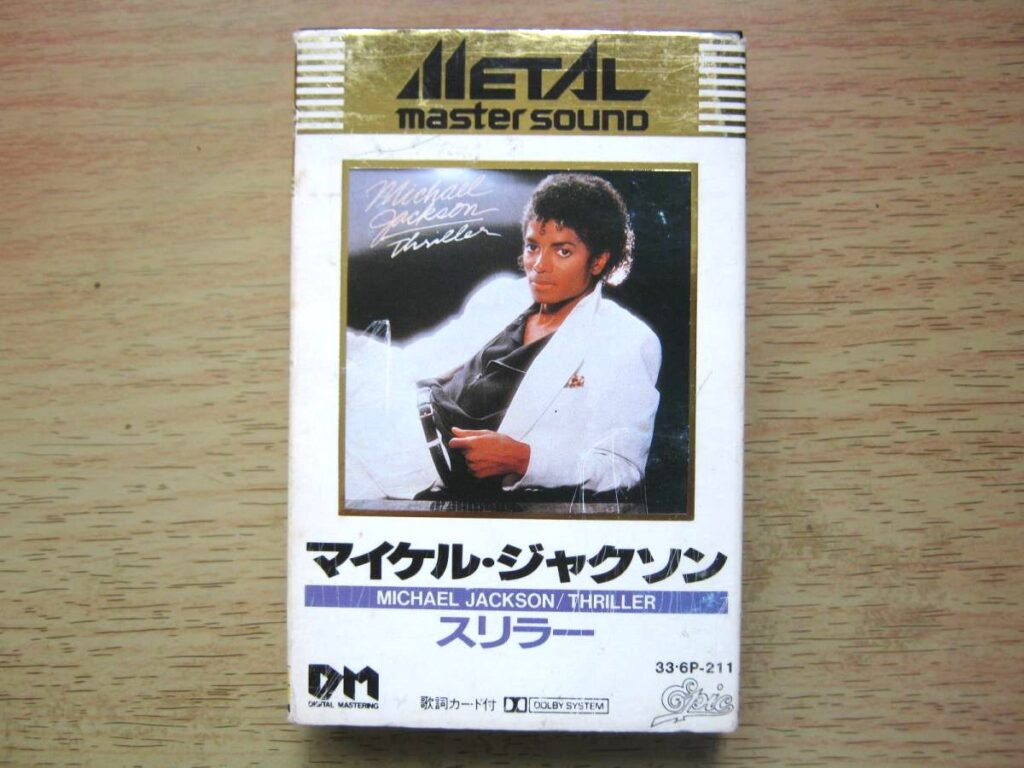 METAL
master sound
Michael
Jackson
Thriller
マイケル・ジャクソン
MICHAEL JACKSON/THRILLER
スリラー
33・6P-211
DM
DIGITAL MASTERING
歌詞カード付
DOLBY SYSTEM
Epic